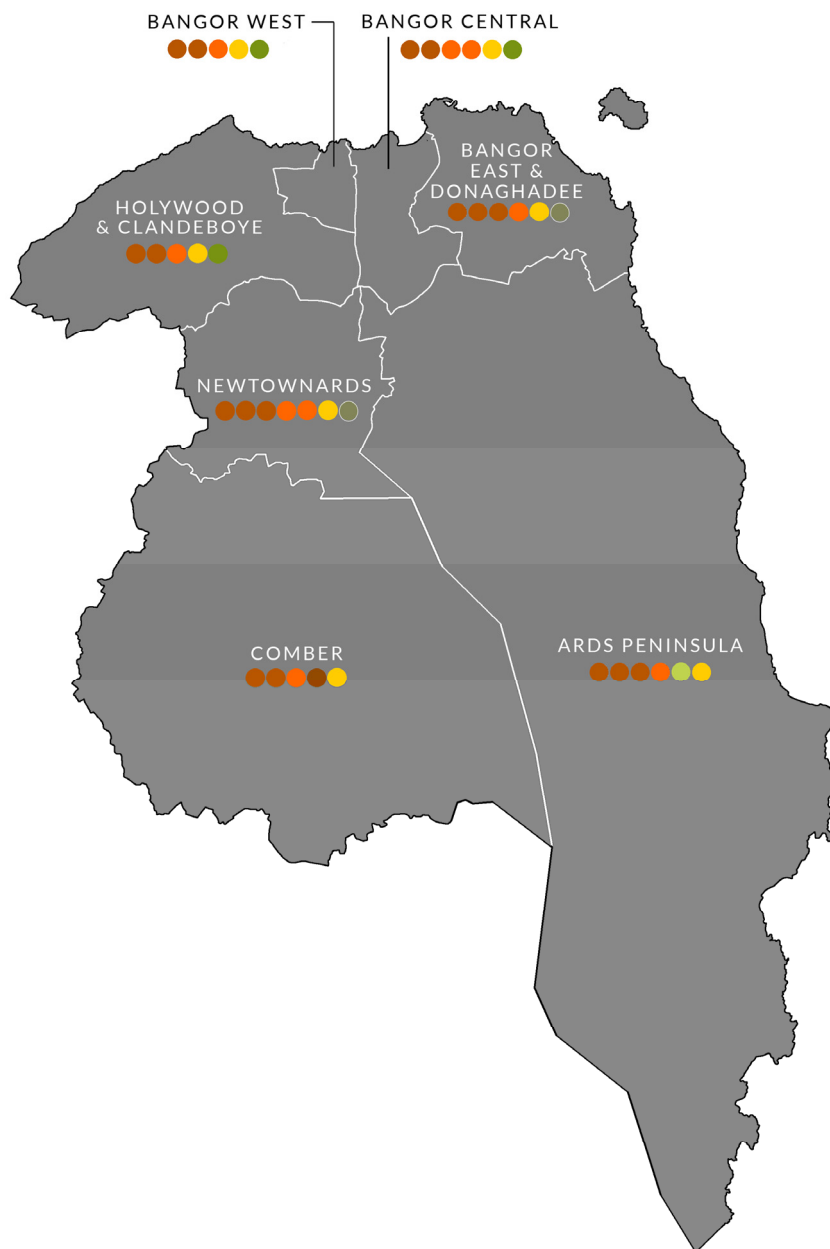 BANGOR WEST
BANGOR CENTRAL
BANGOR
EAST &
DONAGHADEE
HOLYWOOD
& CLANDEBOYE
NEWTOWNARDS
COMBER
ARDS PENINSULA